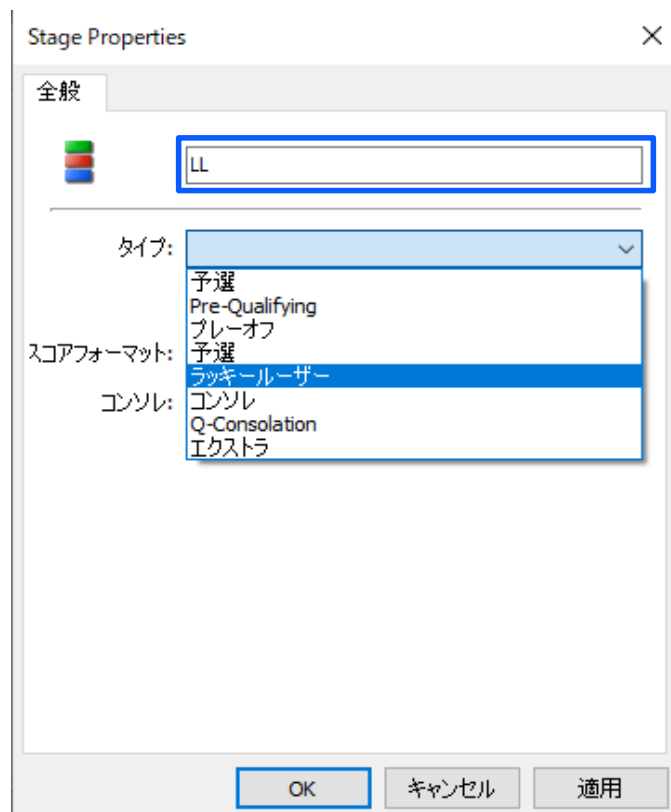 Stage Properties
全般
LL
タイプ:
予選
Pre-Qualifying
プレーオフ
スコアフォーマット: 予選
ラッキールーザー
コンソレ: コンソレ
Q-Consolation
エクストラ
OK キャンセル 適用